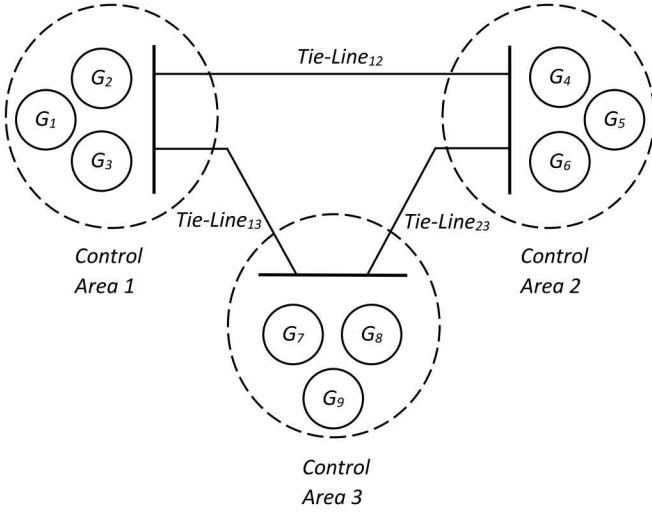 Tie-Line₁₂
G₂
G₁
G₃
G₄
G₅
G₆
Tie-Line₁₃
Tie-Line₂₃
Control
Area 1
Control
Area 2
G₇
G₈
G₉
Control
Area 3